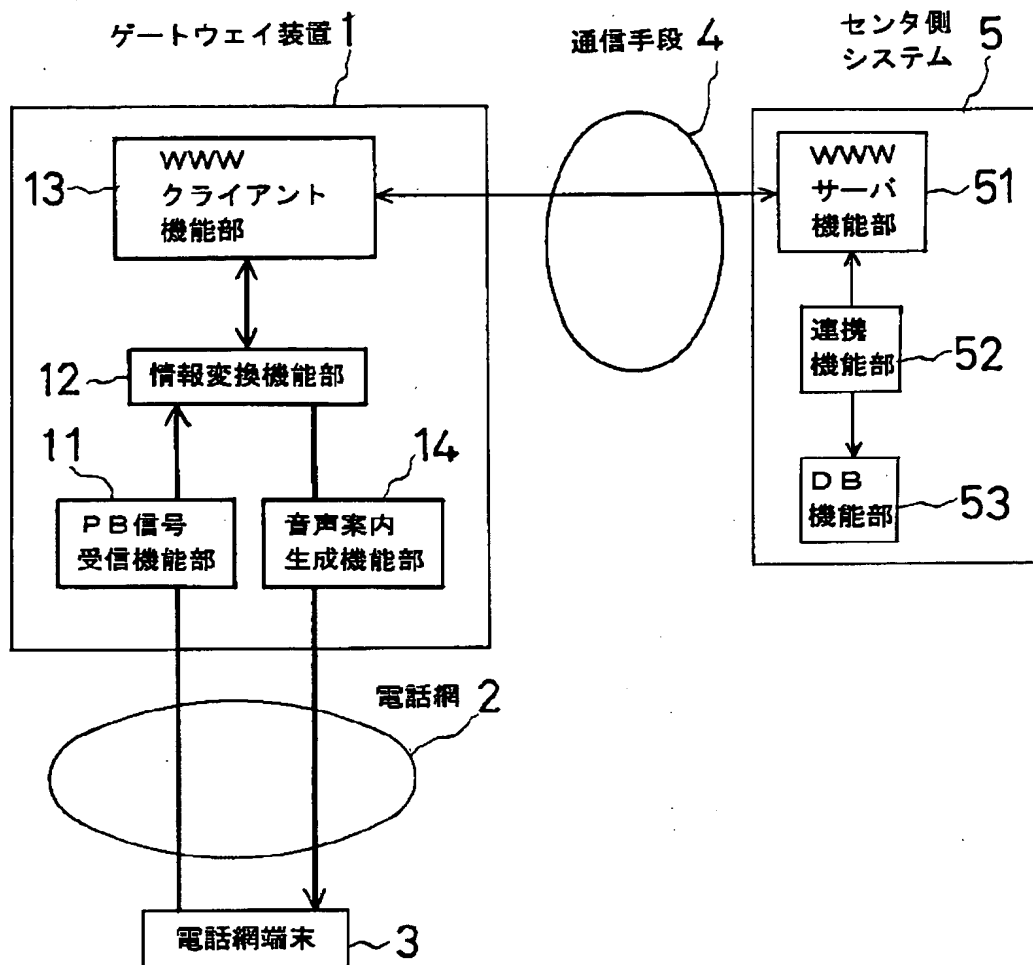 ゲートウェイ装置 1
通信手段 4
センタ側
システム
5
WWW
クライアント
機能部
13
WWW
サーバ
機能部
51
情報変換機能部
12
連携
機能部
52
11
ＰＢ信号
受信機能部
14
音声案内
生成機能部
ＤＢ
機能部
53
電話網 2
電話網端末
3